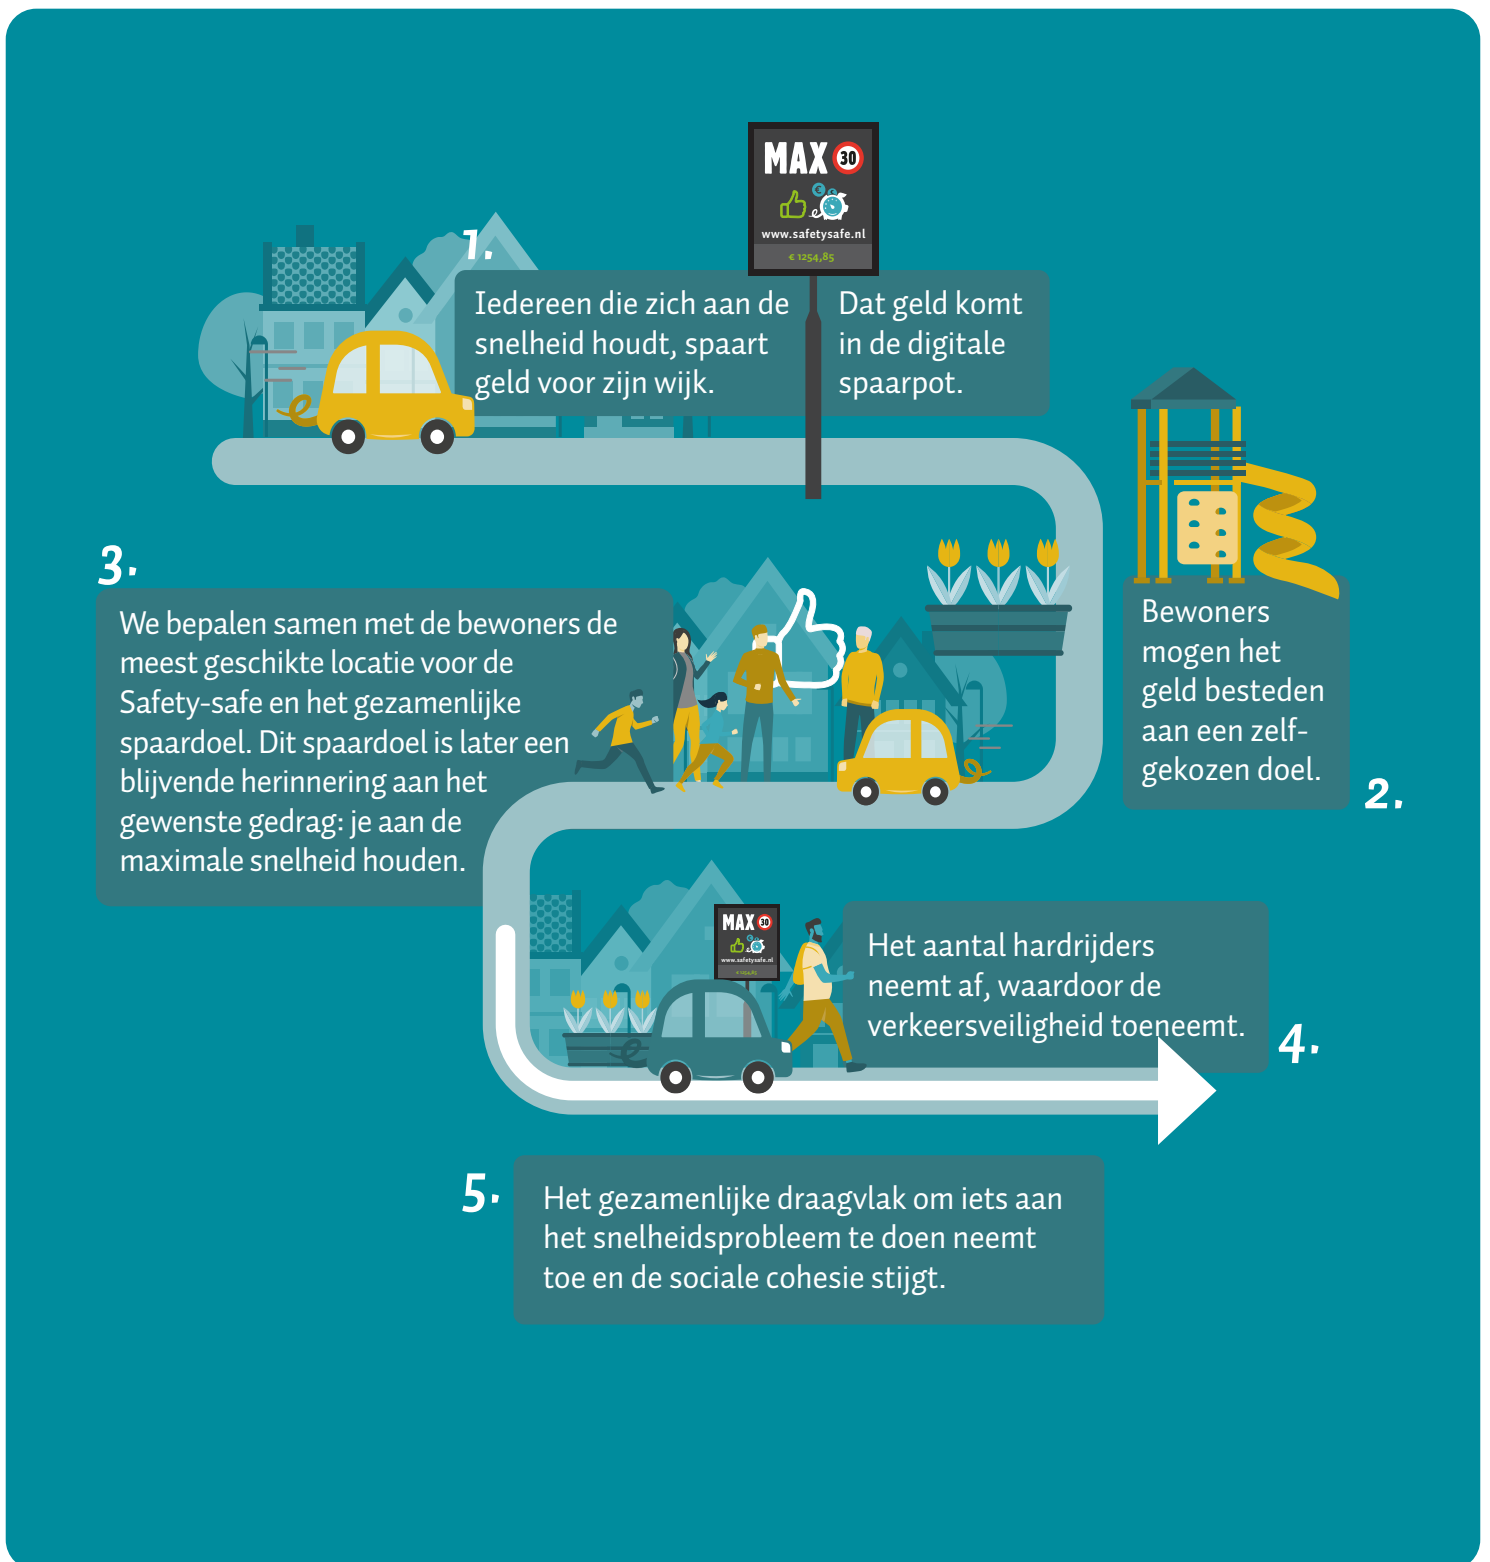 MAX 30
www.safetysafe.nl
€ 1254,85
1.
Iedereen die zich aan de
snelheid houdt, spaart
geld voor zijn wijk.
Dat geld komt
in de digitale
spaarpot.
Bewoners
mogen het
geld besteden
aan een zelf-
gekozen doel.
2.
3.
We bepalen samen met de bewoners de
meest geschikte locatie voor de
Safety-safe en het gezamenlijke
spaardoel. Dit spaardoel is later een
blijvende herinnering aan het
gewenste gedrag: je aan de
maximale snelheid houden.
MAX 30
www.safetysafe.nl
€ 1254,85
Het aantal hardrijders
neemt af, waardoor de
verkeersveiligheid toeneemt.
4.
5.
Het gezamenlijke draagvlak om iets aan
het snelheidsprobleem te doen neemt
toe en de sociale cohesie stijgt.